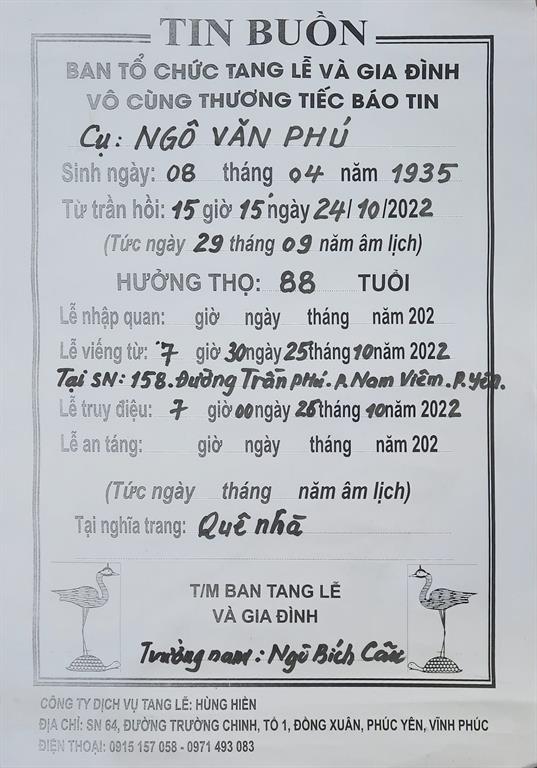 TIN BUỒN
BAN TỔ CHỨC TANG LỄ VÀ GIA ĐÌNH
VÔ CÙNG THƯƠNG TIẾC BÁO TIN
Cụ: NGÔ VĂN PHÚ
Sinh ngày: 08 tháng 04 năm 1935
Từ trần hồi: 15 giờ 15 ngày 24/10/2022
(Tức ngày 29 tháng 09 năm âm lịch)
HƯỞNG THỌ: 88 TUỔI
Lễ nhập quan: giờ ngày tháng năm 202
Lễ viếng từ: 7 giờ 30 ngày 25 tháng 10 năm 2022
Tại SN: 158. Đường Trần Phú. P. Nam Viêm. P. Yên.
Lễ truy điệu: 7 giờ 00 ngày 26 tháng 10 năm 2022
Lễ an táng: giờ ngày tháng năm 202
(Tức ngày tháng năm âm lịch)
Tại nghĩa trang: Quê nhà
T/M BAN TANG LỄ
VÀ GIA ĐÌNH
Trưởng nam: Ngô Bích Cầu
CÔNG TY DỊCH VỤ TANG LỄ: HÙNG HIỀN
ĐỊA CHỈ: SN 64, ĐƯỜNG TRƯỜNG CHINH, TỔ 1, ĐỒNG XUÂN, PHÚC YÊN, VĨNH PHÚC
ĐIỆN THOẠI: 0915 157 058 - 0971 493 083